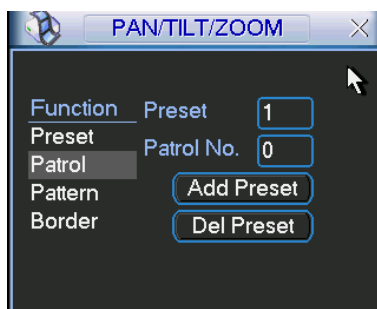 PAN/TILT/ZOOM
Function
Preset
Patrol
Pattern
Border
Preset 1
Patrol No. 0
Add Preset
Del Preset